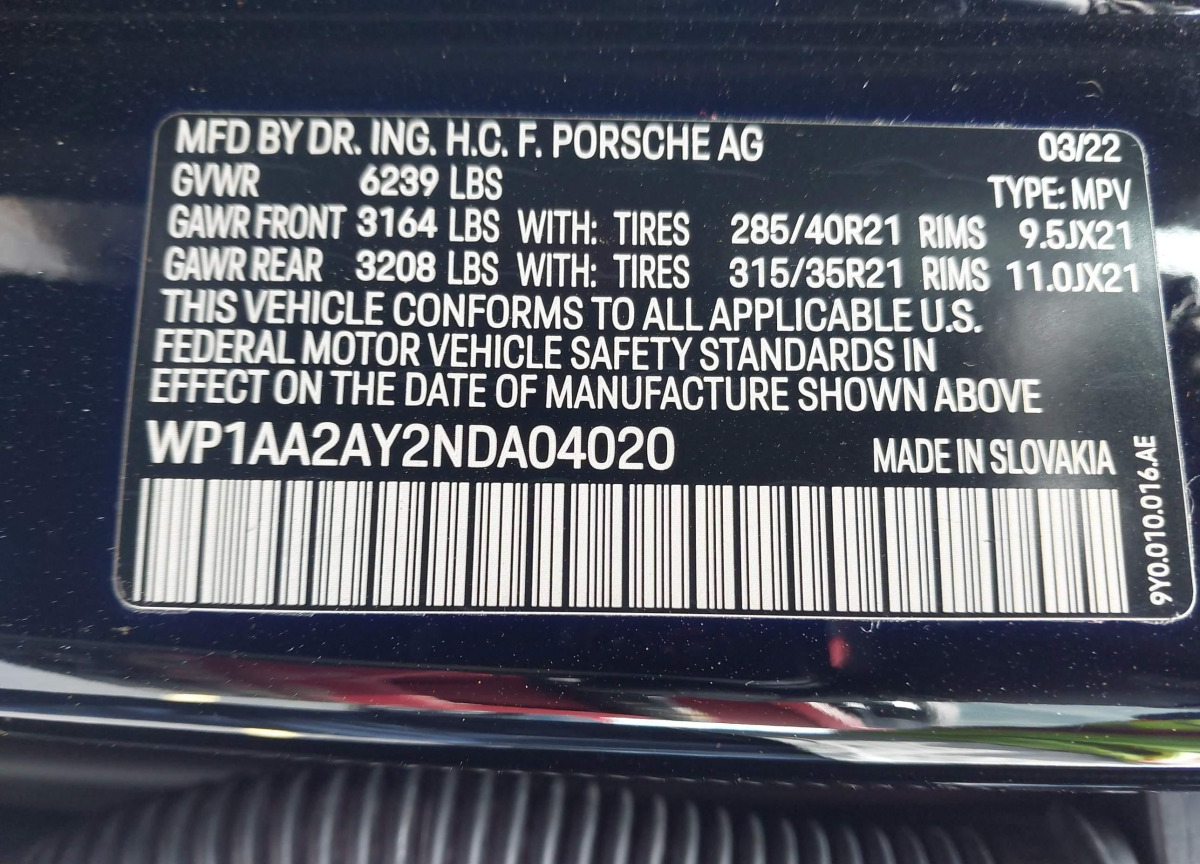 MFD BY DR. ING. H.C. F. PORSCHE AG 03/22
GVWR 6239 LBS TYPE: MPV
GAWR FRONT 3164 LBS WITH: TIRES 285/40R21 RIMS 9.5JX21
GAWR REAR 3208 LBS WITH: TIRES 315/35R21 RIMS 11.0JX21
THIS VEHICLE CONFORMS TO ALL APPLICABLE U.S.
FEDERAL MOTOR VEHICLE SAFETY STANDARDS IN
EFFECT ON THE DATE OF MANUFACTURE SHOWN ABOVE
WP1AA2AY2NDA04020 MADE IN SLOVAKIA
9Y0.010.016.AE